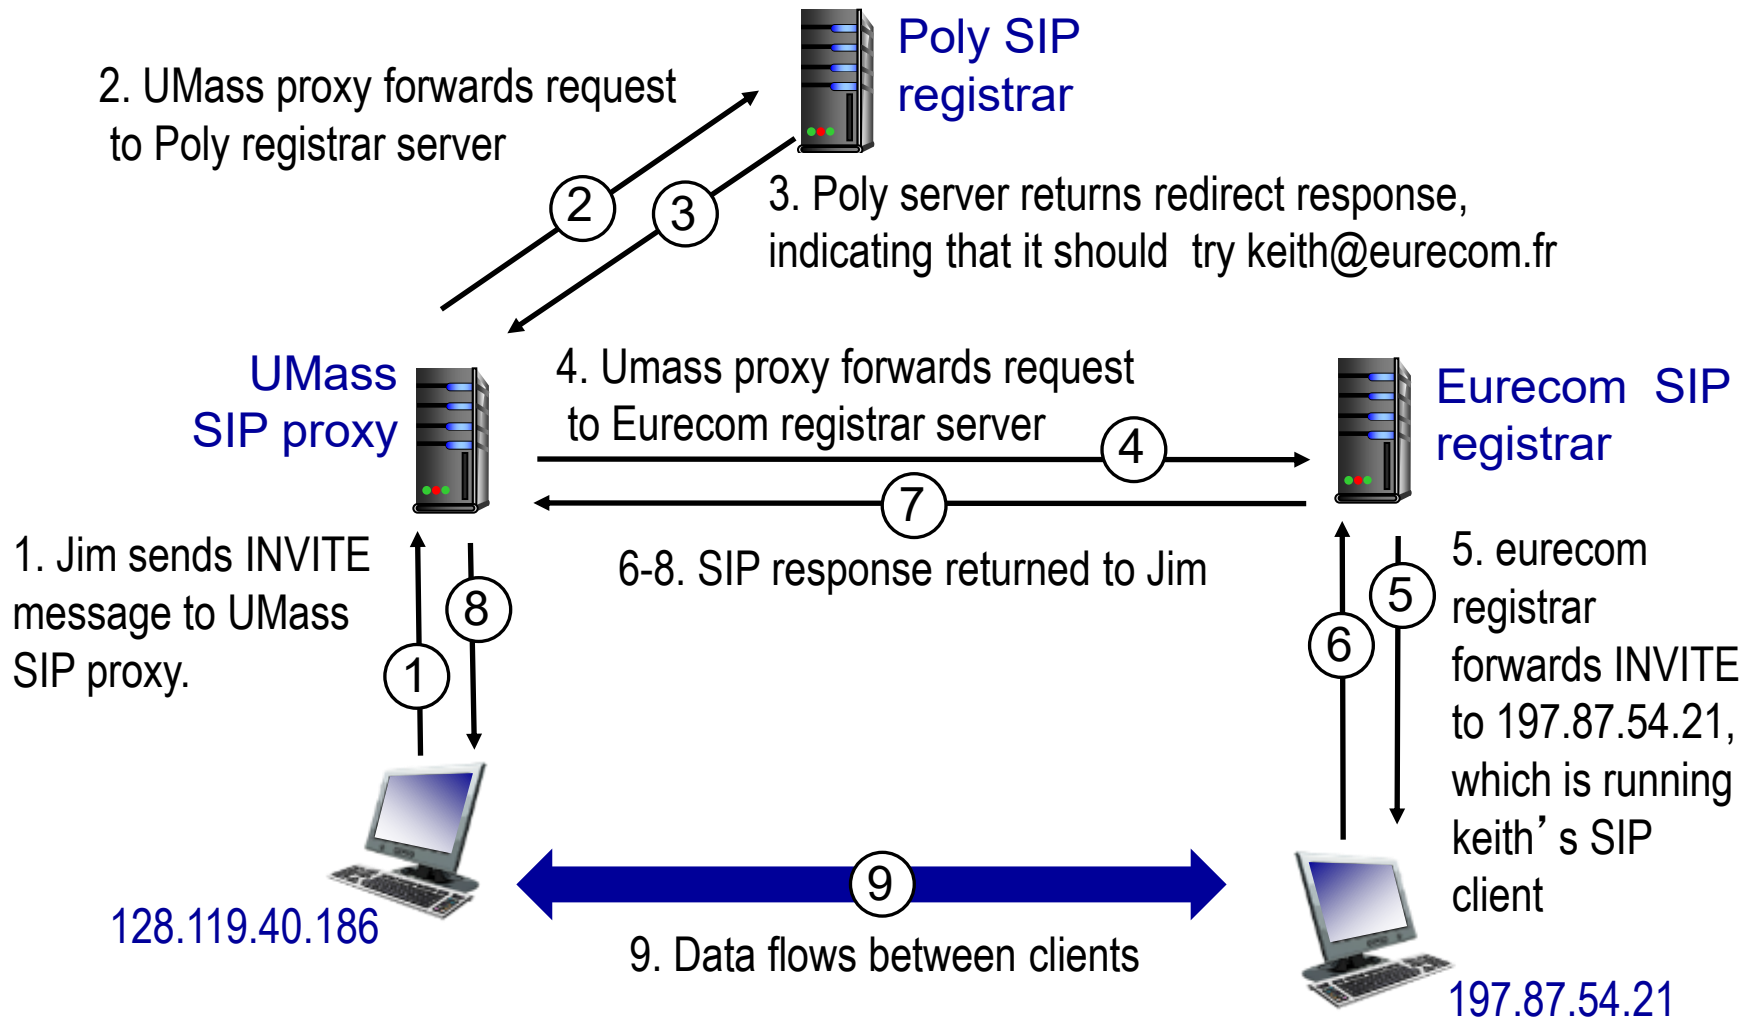 Poly SIP
registrar
2. UMass proxy forwards request
to Poly registrar server
2
3
3. Poly server returns redirect response,
indicating that it should try keith@eurecom.fr
UMass
SIP proxy
4. Umass proxy forwards request
to Eurecom registrar server
4
Eurecom SIP
registrar
7
1. Jim sends INVITE
message to UMass
SIP proxy.
8
1
6-8. SIP response returned to Jim
5
6
5. eurecom
registrar
forwards INVITE
to 197.87.54.21,
which is running
keith’s SIP
client
9
128.119.40.186
9. Data flows between clients
197.87.54.21